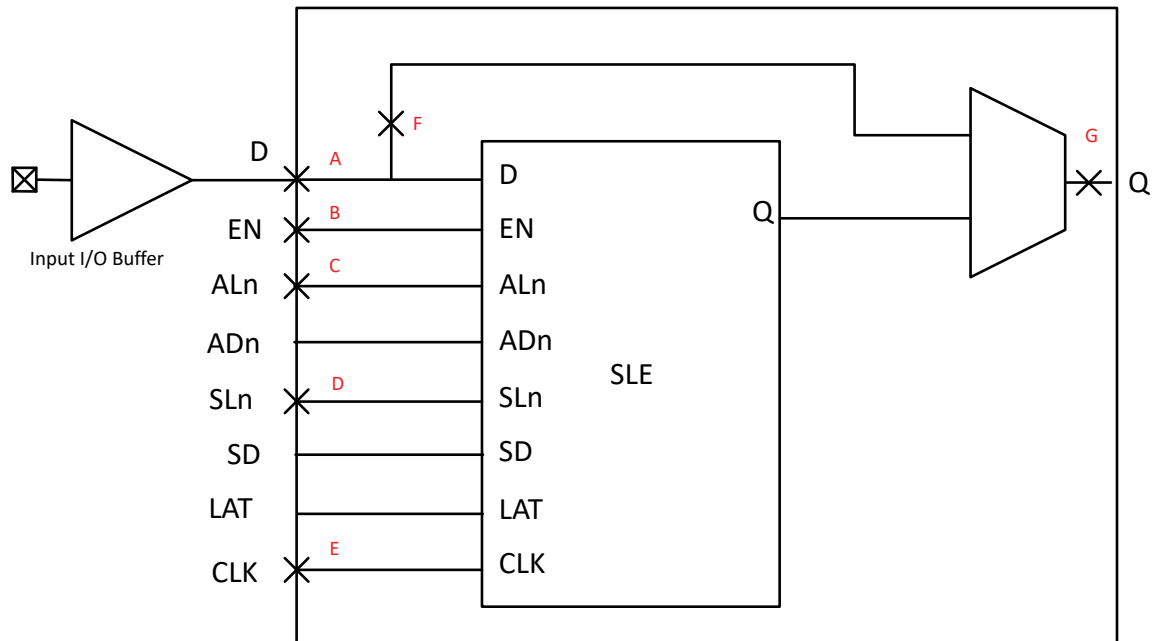 F
G
D
A
D
Q
Q
Input I/O Buffer
EN
B
EN
ALn
C
ALn
ADn
ADn
SLE
SLn
D
SLn
SD
SD
LAT
LAT
CLK
E
CLK